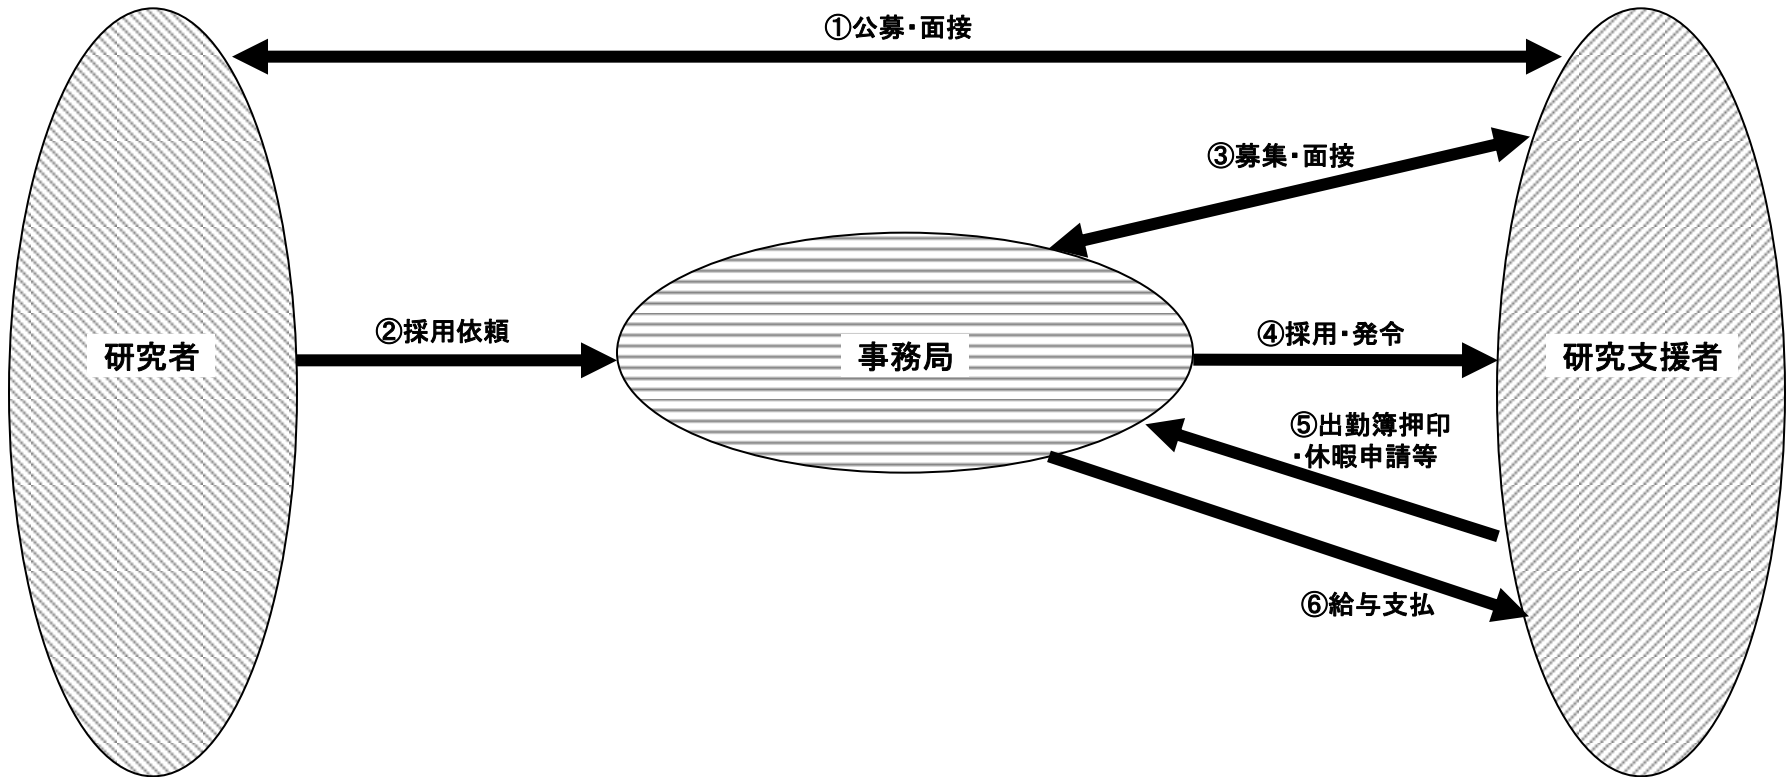 ①公募・面接
③募集・面接
②採用依頼
④採用・発令
研究者
事務局
研究支援者
⑤出勤簿押印
・休暇申請等
⑥給与支払